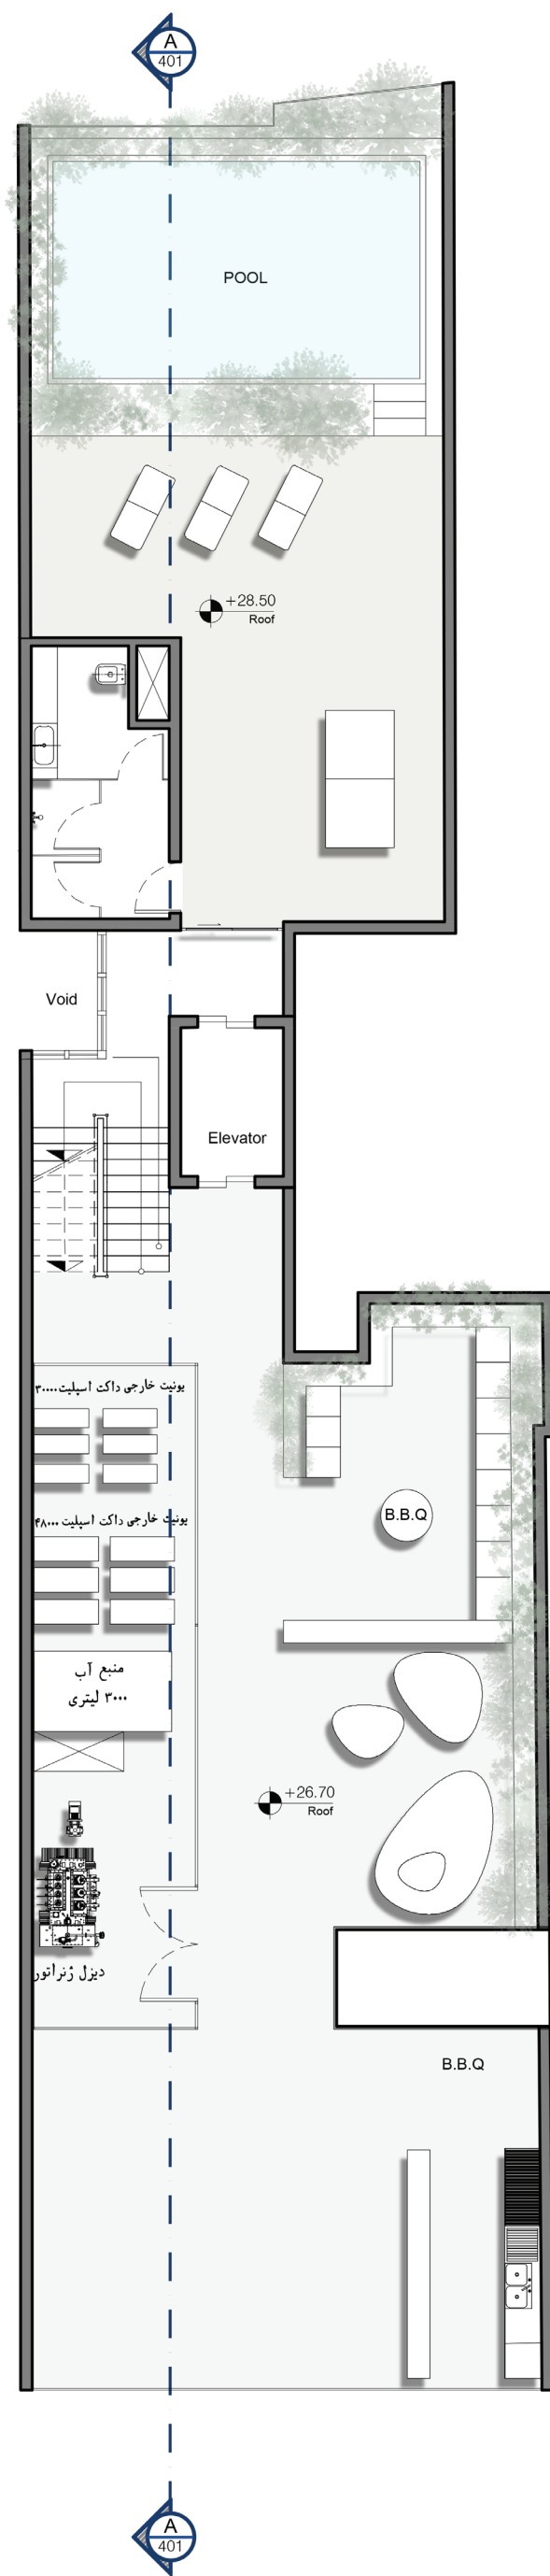 A
401
POOL
+28.50
Roof
Void
Elevator
یونیت خارجی داکت اسپلیت ۳۰۰۰۰
یونیت خارجی داکت اسپلیت ۴۸۰۰۰
B.B.Q
منبع آب
۳۰۰۰ لیتری
+26.70
Roof
دیزل ژنراتور
B.B.Q
A
401